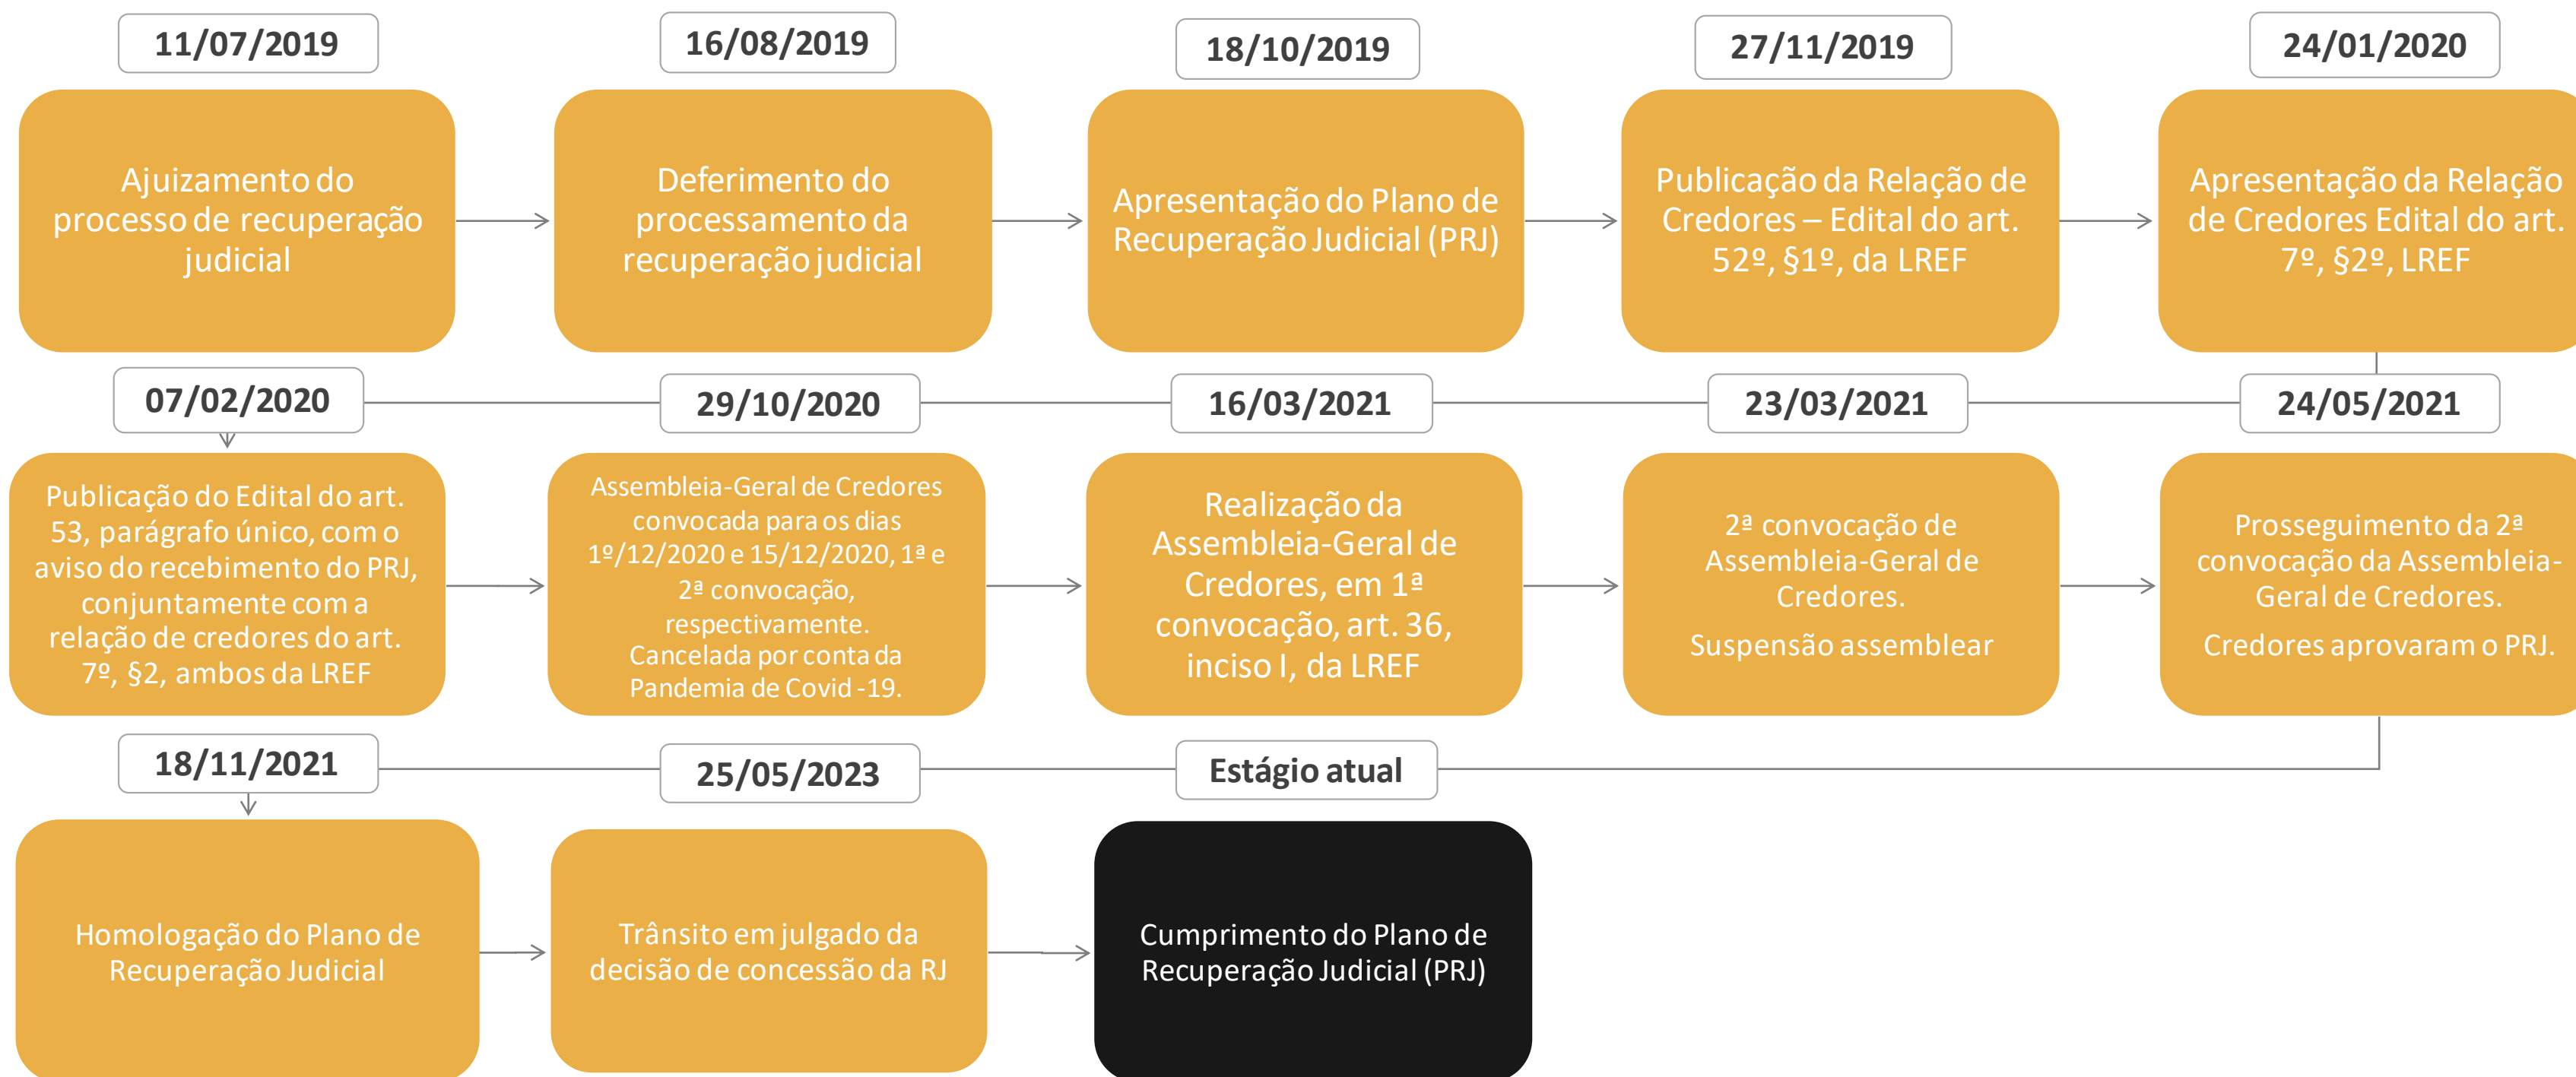 11/07/2019
Ajuizamento do
processo de recuperação
judicial
16/08/2019
Deferimento do
processamento da
recuperação judicial
18/10/2019
Apresentação do Plano de
Recuperação Judicial (PRJ)
27/11/2019
Publicação da Relação de
Credores – Edital do art.
52º, §1º, da LREF
24/01/2020
Apresentação da Relação
de Credores Edital do art.
7º, §2º, LREF
07/02/2020
Publicação do Edital do art.
53, parágrafo único, com o
aviso do recebimento do PRJ,
conjuntamente com a
relação de credores do art.
7º, §2, ambos da LREF
29/10/2020
Assembleia-Geral de Credores
convocada para os dias
1º/12/2020 e 15/12/2020, 1ª e
2ª convocação,
respectivamente.
Cancelada por conta da
Pandemia de Covid -19.
16/03/2021
Realização da
Assembleia-Geral de
Credores, em 1ª
convocação, art. 36,
inciso I, da LREF
23/03/2021
2ª convocação de
Assembleia-Geral de
Credores.
Suspensão assemblear
24/05/2021
Prosseguimento da 2ª
convocação da Assembleia-
Geral de Credores.
Credores aprovaram o PRJ.
18/11/2021
Homologação do Plano de
Recuperação Judicial
25/05/2023
Trânsito em julgado da
decisão de concessão da RJ
Estágio atual
Cumprimento do Plano de
Recuperação Judicial (PRJ)